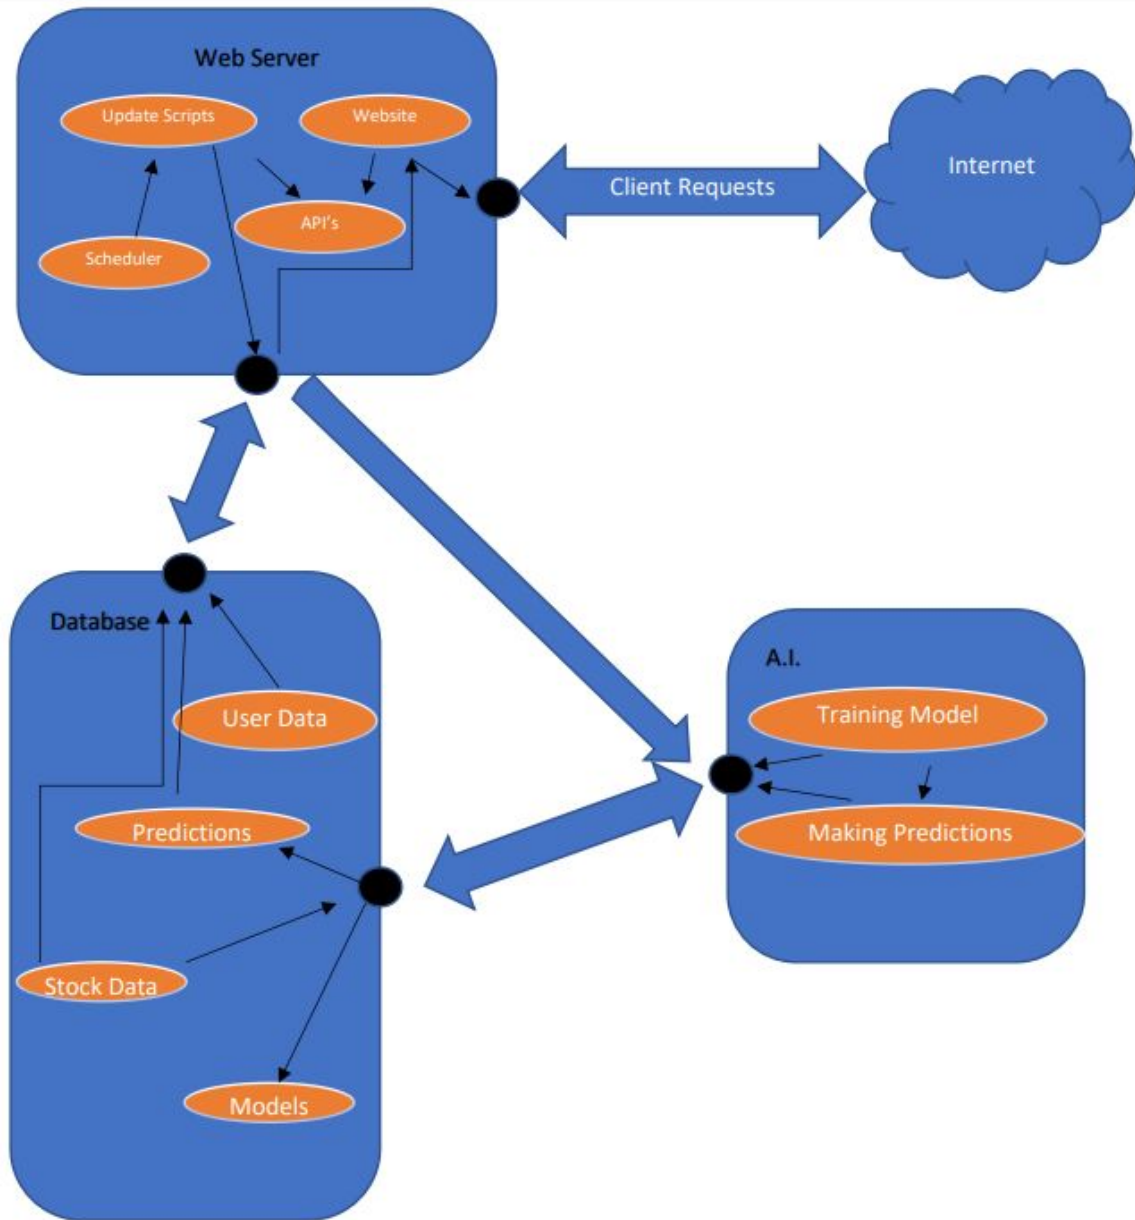 Web Server
Update Scripts
Website
API's
Scheduler
Client Requests
Internet
Database
User Data
Predictions
Stock Data
Models
A.I.
Training Model
Making Predictions